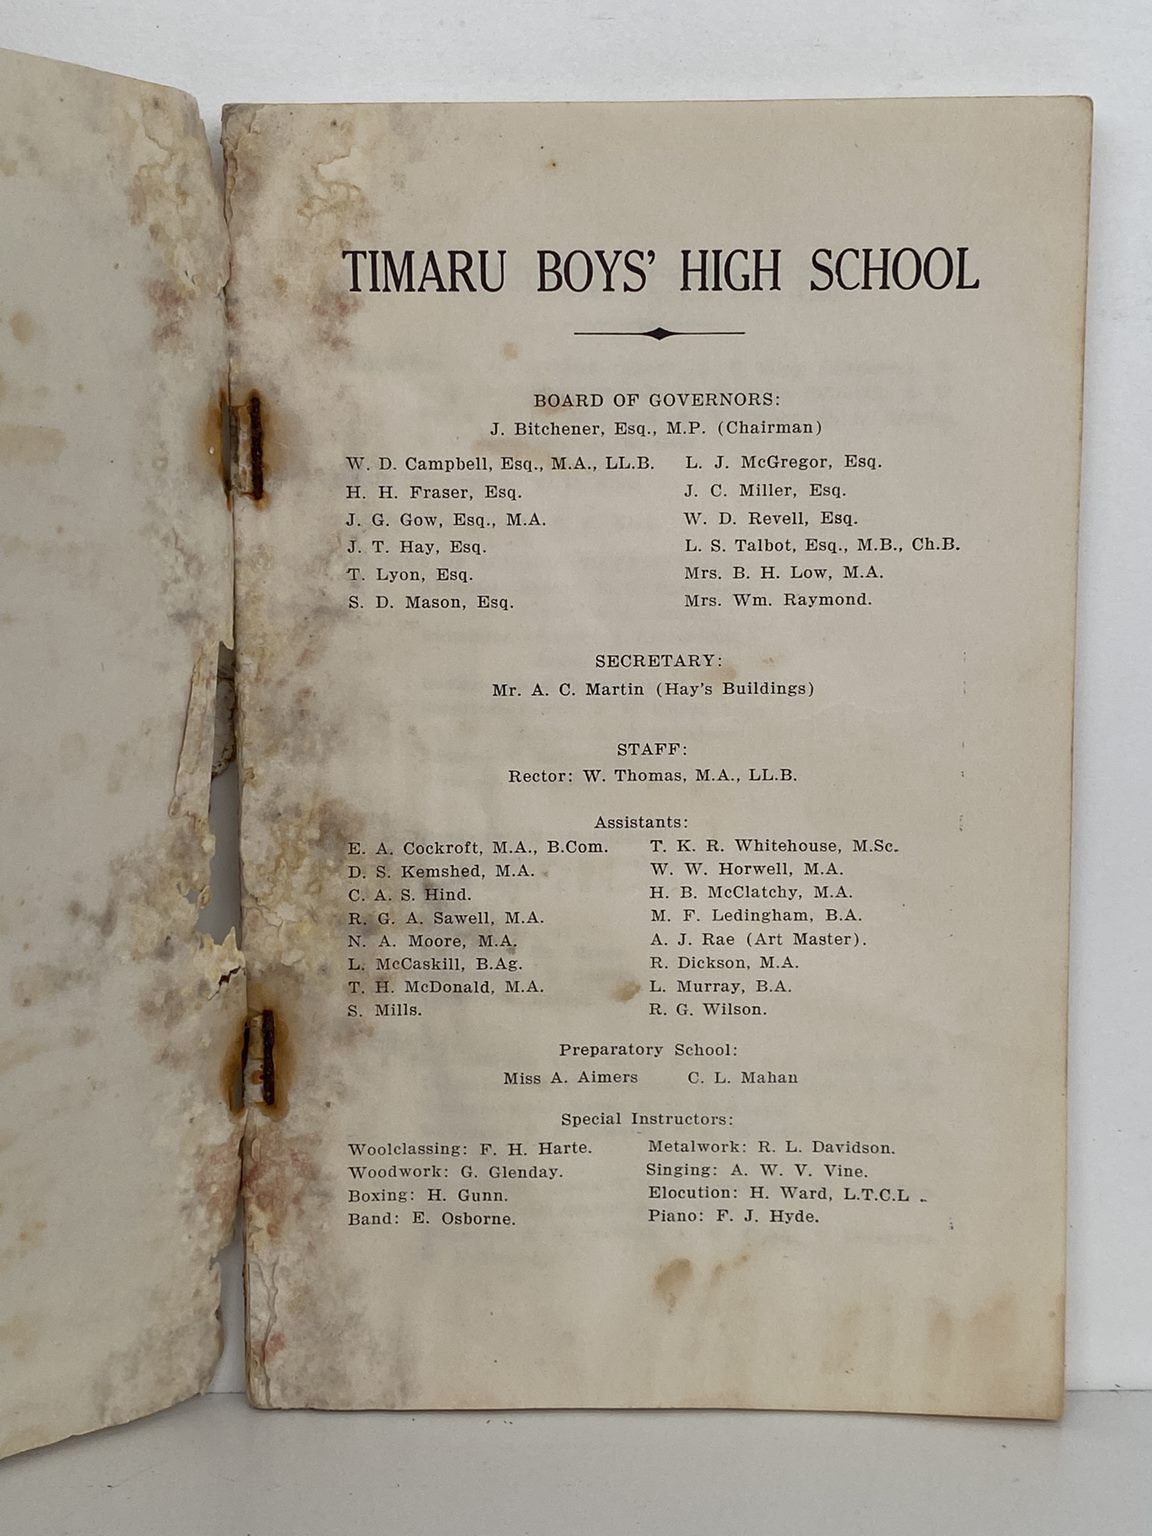 TIMARU BOYS' HIGH SCHOOL
BOARD OF GOVERNORS:
J. Bitchener, Esq., M.P. (Chairman)
W. D. Campbell, Esq., M.A., LL.B. L. J. McGregor, Esq.
H. H. Fraser, Esq. J. C. Miller, Esq.
J. G. Gow, Esq., M.A. W. D. Revell, Esq.
J. T. Hay, Esq. L. S. Talbot, Esq., M.B., Ch.B.
T. Lyon, Esq. Mrs. B. H. Low, M.A.
S. D. Mason, Esq. Mrs. Wm. Raymond.
SECRETARY:
Mr. A. C. Martin (Hay's Buildings)
STAFF:
Rector: W. Thomas, M.A., LL.B.
Assistants:
E. A. Cockroft, M.A., B.Com. T. K. R. Whitehouse, M.Sc.
D. S. Kemshed, M.A. W. W. Horwell, M.A.
C. A. S. Hind. H. B. McClatchy, M.A.
R. G. A. Sawell, M.A. M. F. Ledingham, B.A.
N. A. Moore, M.A. A. J. Rae (Art Master).
L. McCaskill, B.Ag. R. Dickson, M.A.
T. H. McDonald, M.A. L. Murray, B.A.
S. Mills. R. G. Wilson.
Preparatory School:
Miss A. Aimers C. L. Mahan
Special Instructors:
Woolclassing: F. H. Harte. Metalwork: R. L. Davidson.
Woodwork: G. Glenday. Singing: A. W. V. Vine.
Boxing: H. Gunn. Elocution: H. Ward, L.T.C.L.
Band: E. Osborne. Piano: F. J. Hyde.